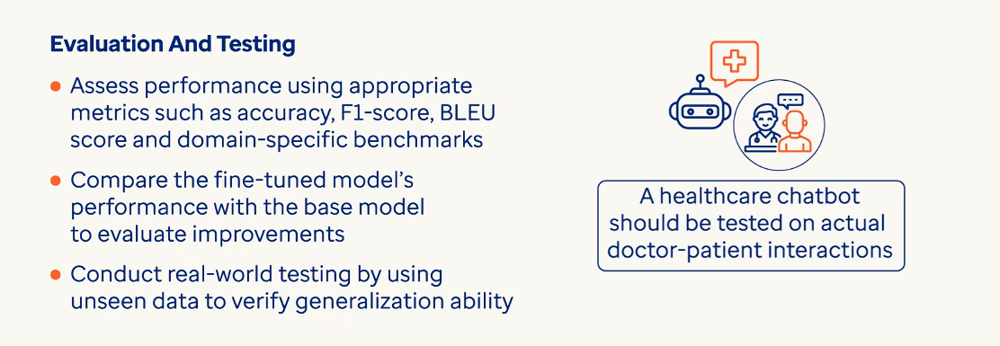 Evaluation And Testing
• Assess performance using appropriate
metrics such as accuracy, F1-score, BLEU
score and domain-specific benchmarks
• Compare the fine-tuned model’s
performance with the base model
to evaluate improvements
• Conduct real-world testing by using
unseen data to verify generalization ability
A healthcare chatbot
should be tested on actual
doctor-patient interactions